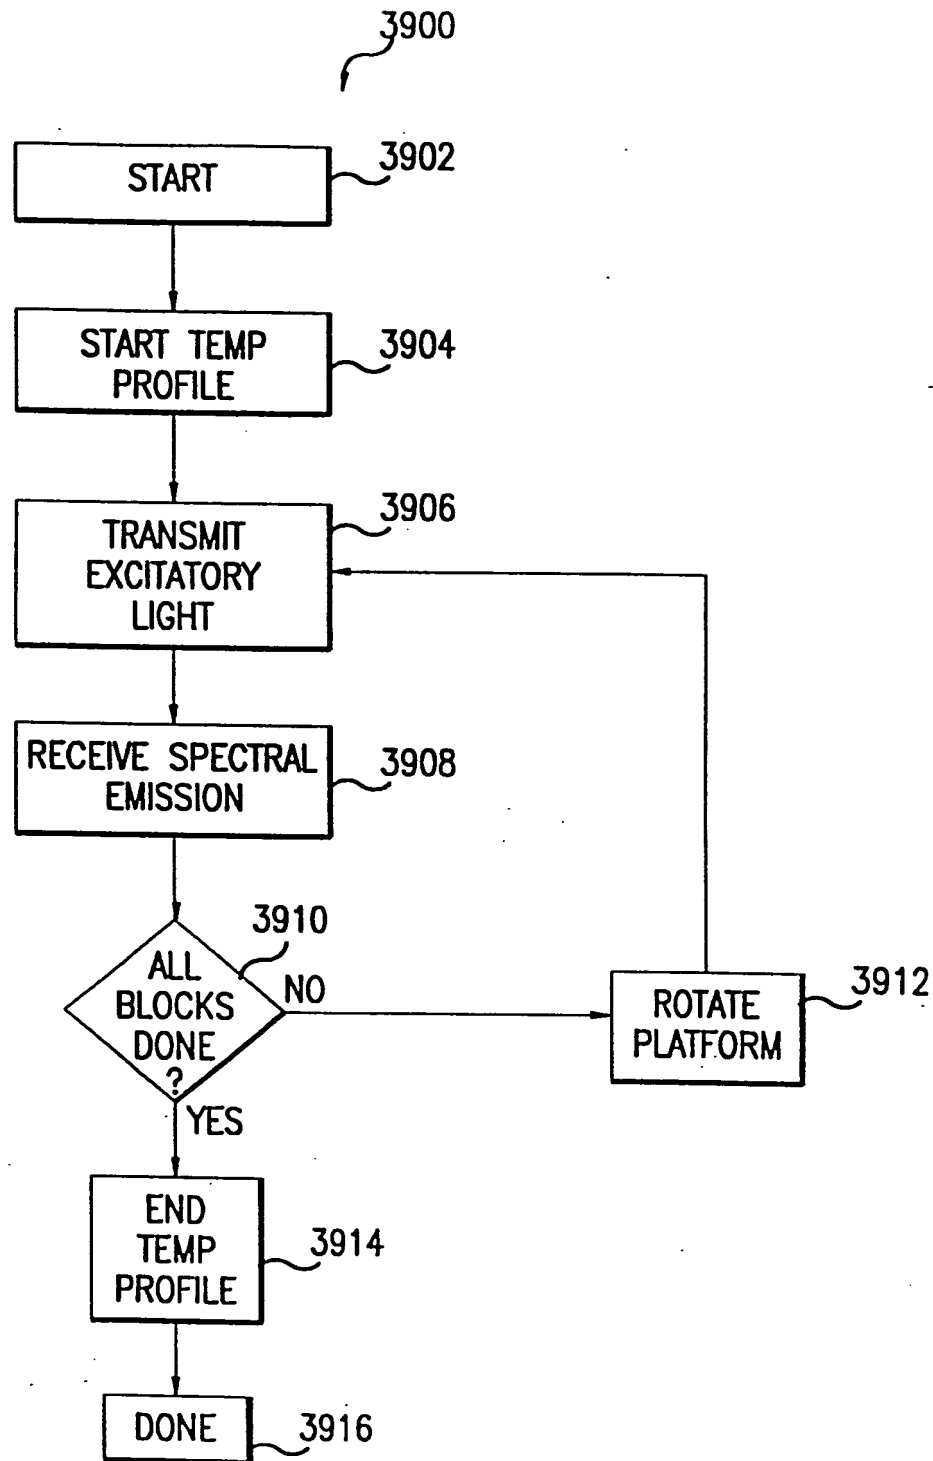 3900
START
3902
START TEMP
PROFILE
3904
TRANSMIT
EXCITATORY
LIGHT
3906
RECEIVE SPECTRAL
EMISSION
3908
ALL
BLOCKS
DONE
?
3910
NO
ROTATE
PLATFORM
3912
YES
END
TEMP
PROFILE
3914
DONE
3916